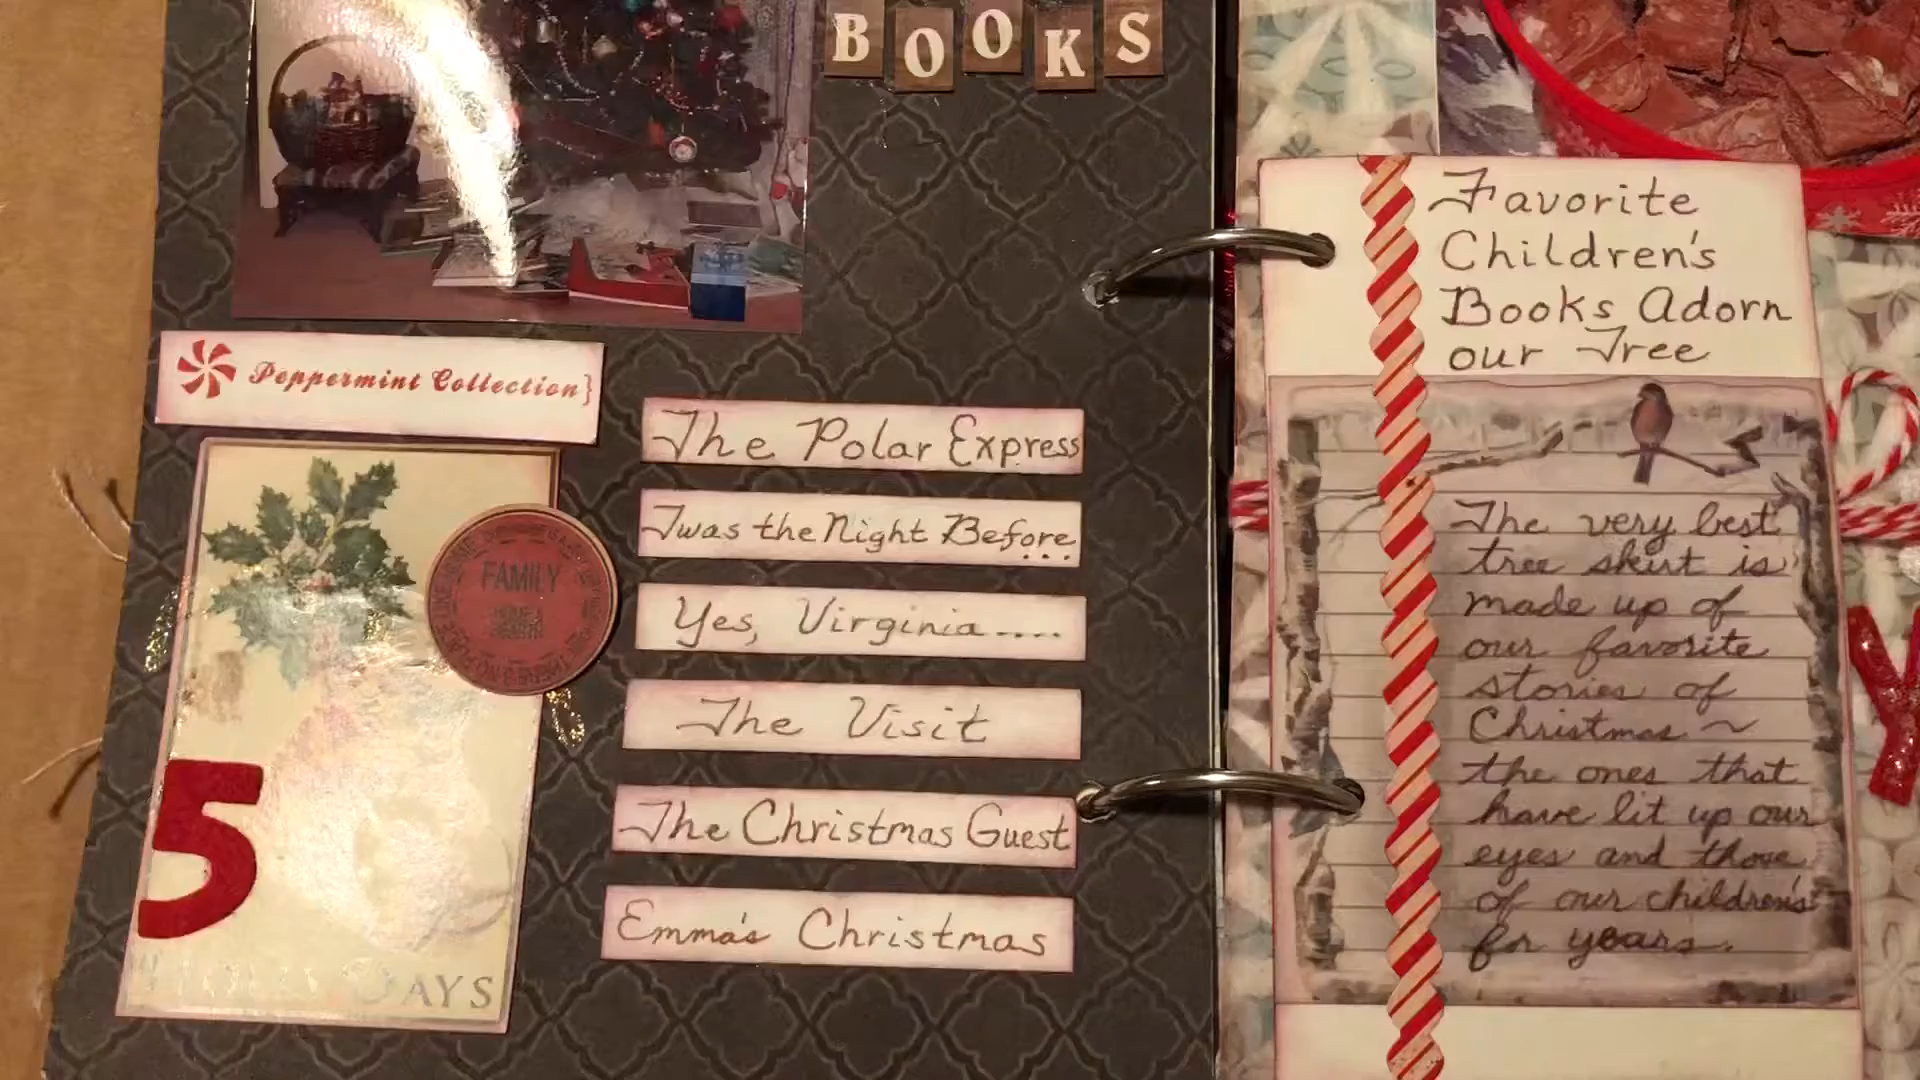 BOOKS
Peppermint Collection}
5
FAMILY
DAYS
The Polar Express
Twas the Night Before...
Yes, Virginia.....
The Visit
The Christmas Guest
Emma's Christmas
Favorite
Children's
Books Adorn
our Tree
The very best
tree skirt is
made up of
our favorite
stories of
Christmas ~
the ones that
have lit up our
eyes and those
of our children's
for years.
Y